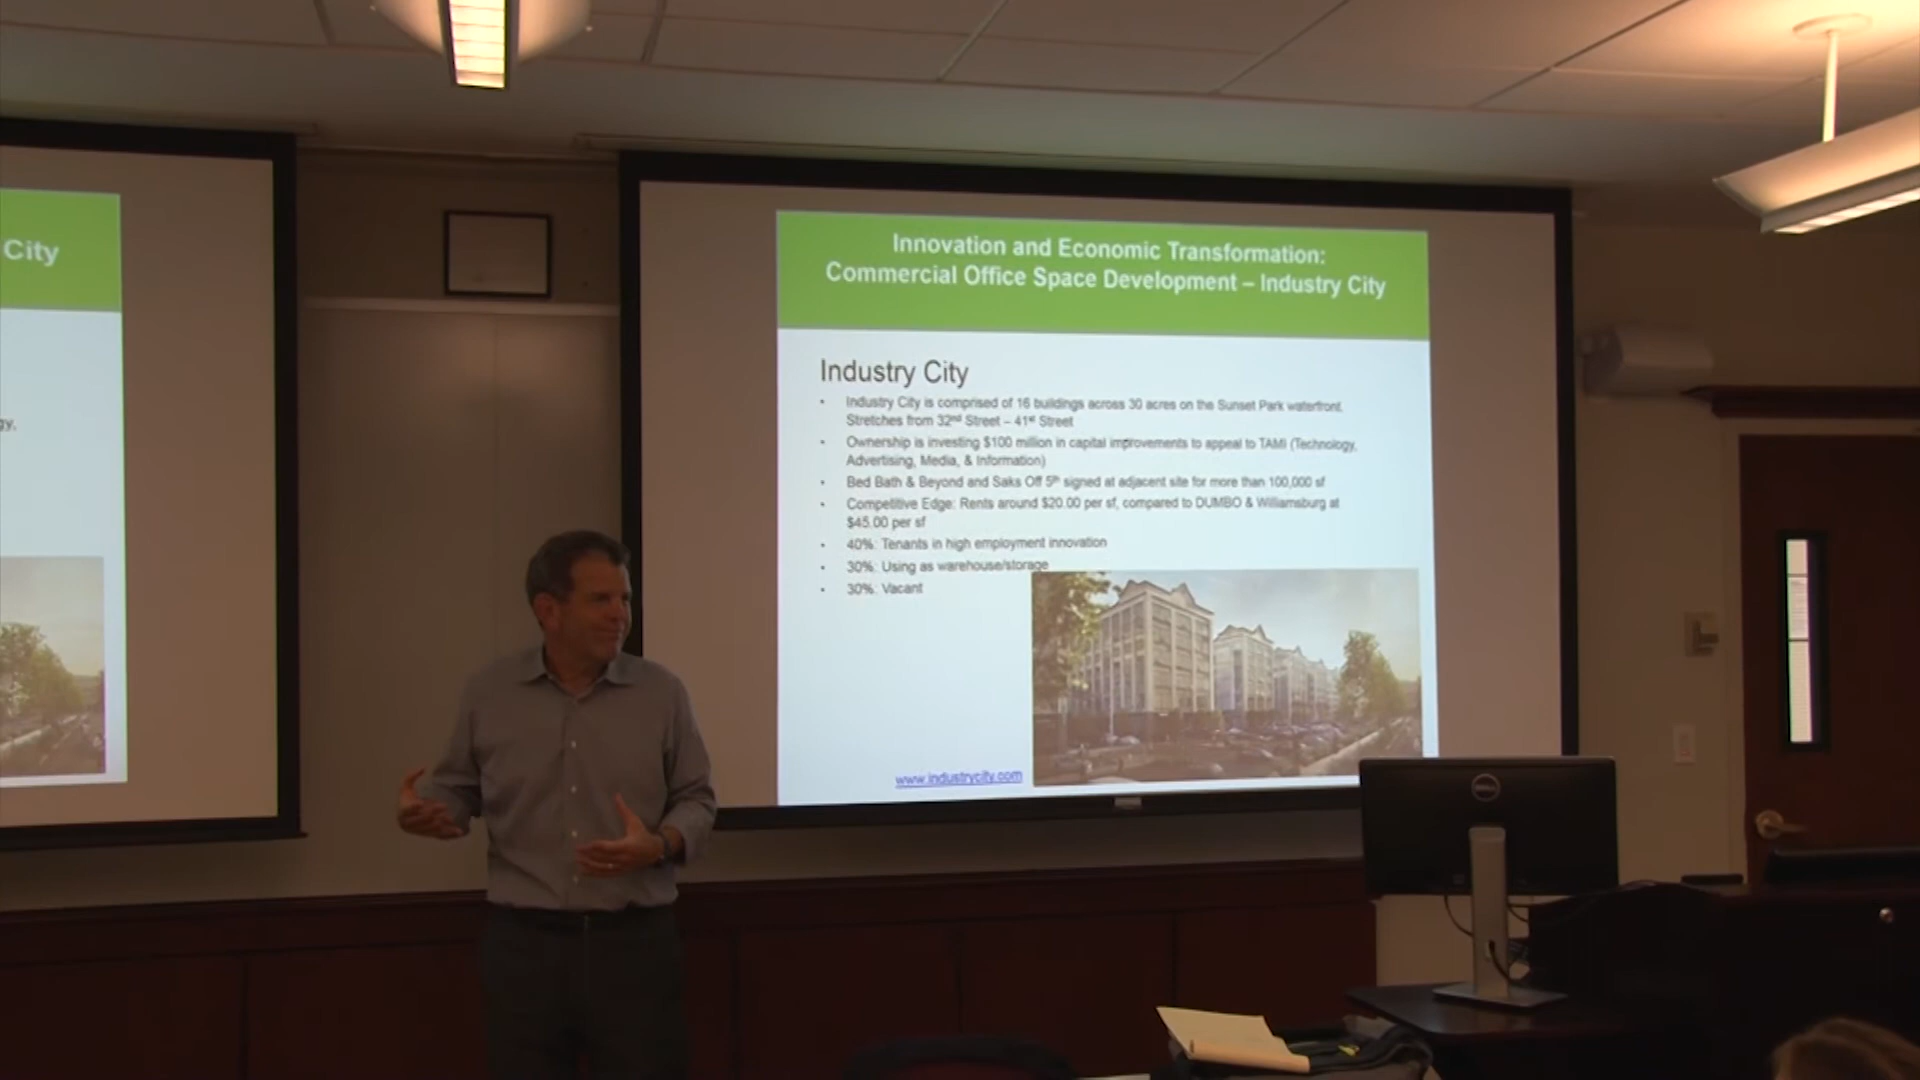 City
gy,
Innovation and Economic Transformation:
Commercial Office Space Development – Industry City
Industry City
• Industry City is comprised of 16 buildings across 30 acres on the Sunset Park waterfront.
Stretches from 32nd Street – 41st Street
• Ownership is investing $100 million in capital improvements to appeal to TAMI (Technology,
Advertising, Media, & Information)
• Bed Bath & Beyond and Saks Off 5th signed at adjacent site for more than 100,000 sf
• Competitive Edge: Rents around $20.00 per sf, compared to DUMBO & Williamsburg at
$45.00 per sf
• 40%: Tenants in high employment innovation
• 30%: Using as warehouse/storage
• 30%: Vacant
www.industrycity.com
DELL